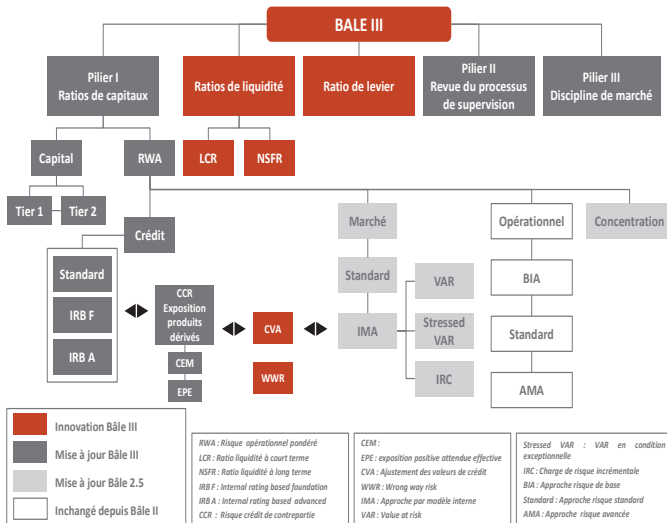 BALE III
Pilier I
Ratios de capitaux
Ratios de liquidité
Ratio de levier
Pilier II
Revue du processus
de supervision
Pilier III
Discipline de marché
Capital
RWA
LCR
NSFR
Tier 1
Tier 2
Crédit
Marché
Opérationnel
Concentration
Standard
IRB F
IRB A
CCR
Exposition
produits
dérivés
CEM
EPE
CVA
WWR
Standard
IMA
VAR
Stressed
VAR
IRC
BIA
Standard
AMA
Innovation Bâle III
Mise à jour Bâle III
Mise à jour Bâle 2.5
Inchangé depuis Bâle II
RWA : Risque opérationnel pondéré
LCR : Ratio liquidité à court terme
NSFR : Ratio liquidité à long terme
IRB F : Internal rating based foundation
IRB A : Internal rating based advanced
CCR : Risque crédit de contrepartie
CEM :
EPE : exposition positive attendue effective
CVA : Ajustement des valeurs de crédit
WWR : Wrong way risk
IMA : Approche par modèle interne
VAR : Value at risk
Stressed VAR : VAR en condition
exceptionelle
IRC : Charge de risque incrémentale
BIA : Approche risque de base
Standard : Approche risque standard
AMA : Approche risque avancée